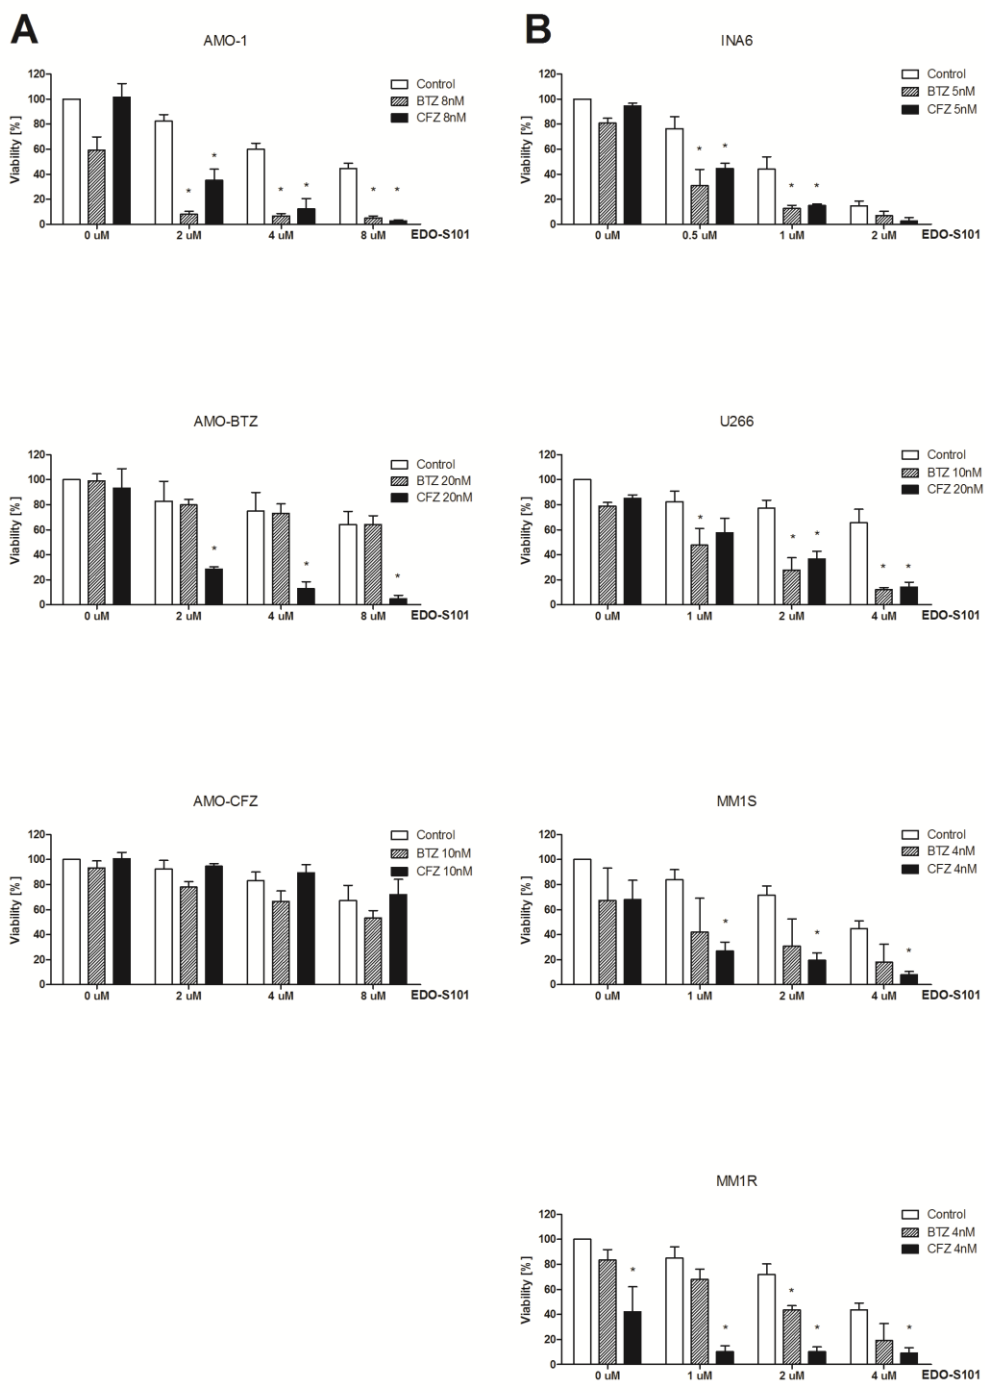 A
AMO-1
Viability [%]
120
100
80
60
40
20
0
Control
BTZ 8nM
CFZ 8nM
* * * * * *
0 uM 2 uM 4 uM 8 uM EDO-S101
AMO-BTZ
Viability [%]
120
100
80
60
40
20
0
Control
BTZ 20nM
CFZ 20nM
* * *
0 uM 2 uM 4 uM 8 uM EDO-S101
AMO-CFZ
Viability [%]
120
100
80
60
40
20
0
Control
BTZ 10nM
CFZ 10nM
0 uM 2 uM 4 uM 8 uM EDO-S101
B
INA6
Viability [%]
120
100
80
60
40
20
0
Control
BTZ 5nM
CFZ 5nM
* * * *
0 uM 0.5 uM 1 uM 2 uM EDO-S101
U266
Viability [%]
120
100
80
60
40
20
0
Control
BTZ 10nM
CFZ 20nM
* * * * *
0 uM 1 uM 2 uM 4 uM EDO-S101
MM1S
Viability [%]
120
100
80
60
40
20
0
Control
BTZ 4nM
CFZ 4nM
* * *
0 uM 1 uM 2 uM 4 uM EDO-S101
MM1R
Viability [%]
120
100
80
60
40
20
0
Control
BTZ 4nM
CFZ 4nM
* * * * *
0 uM 1 uM 2 uM 4 uM EDO-S101